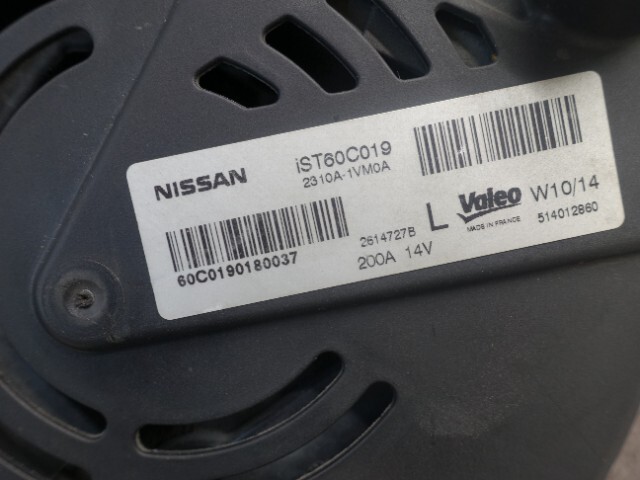 NISSAN
iST60C019
2310A-1VM0A
60C0190180037
2614727B
200A 14V
L
Valeo
MADE IN FRANCE
W10/14
514012860